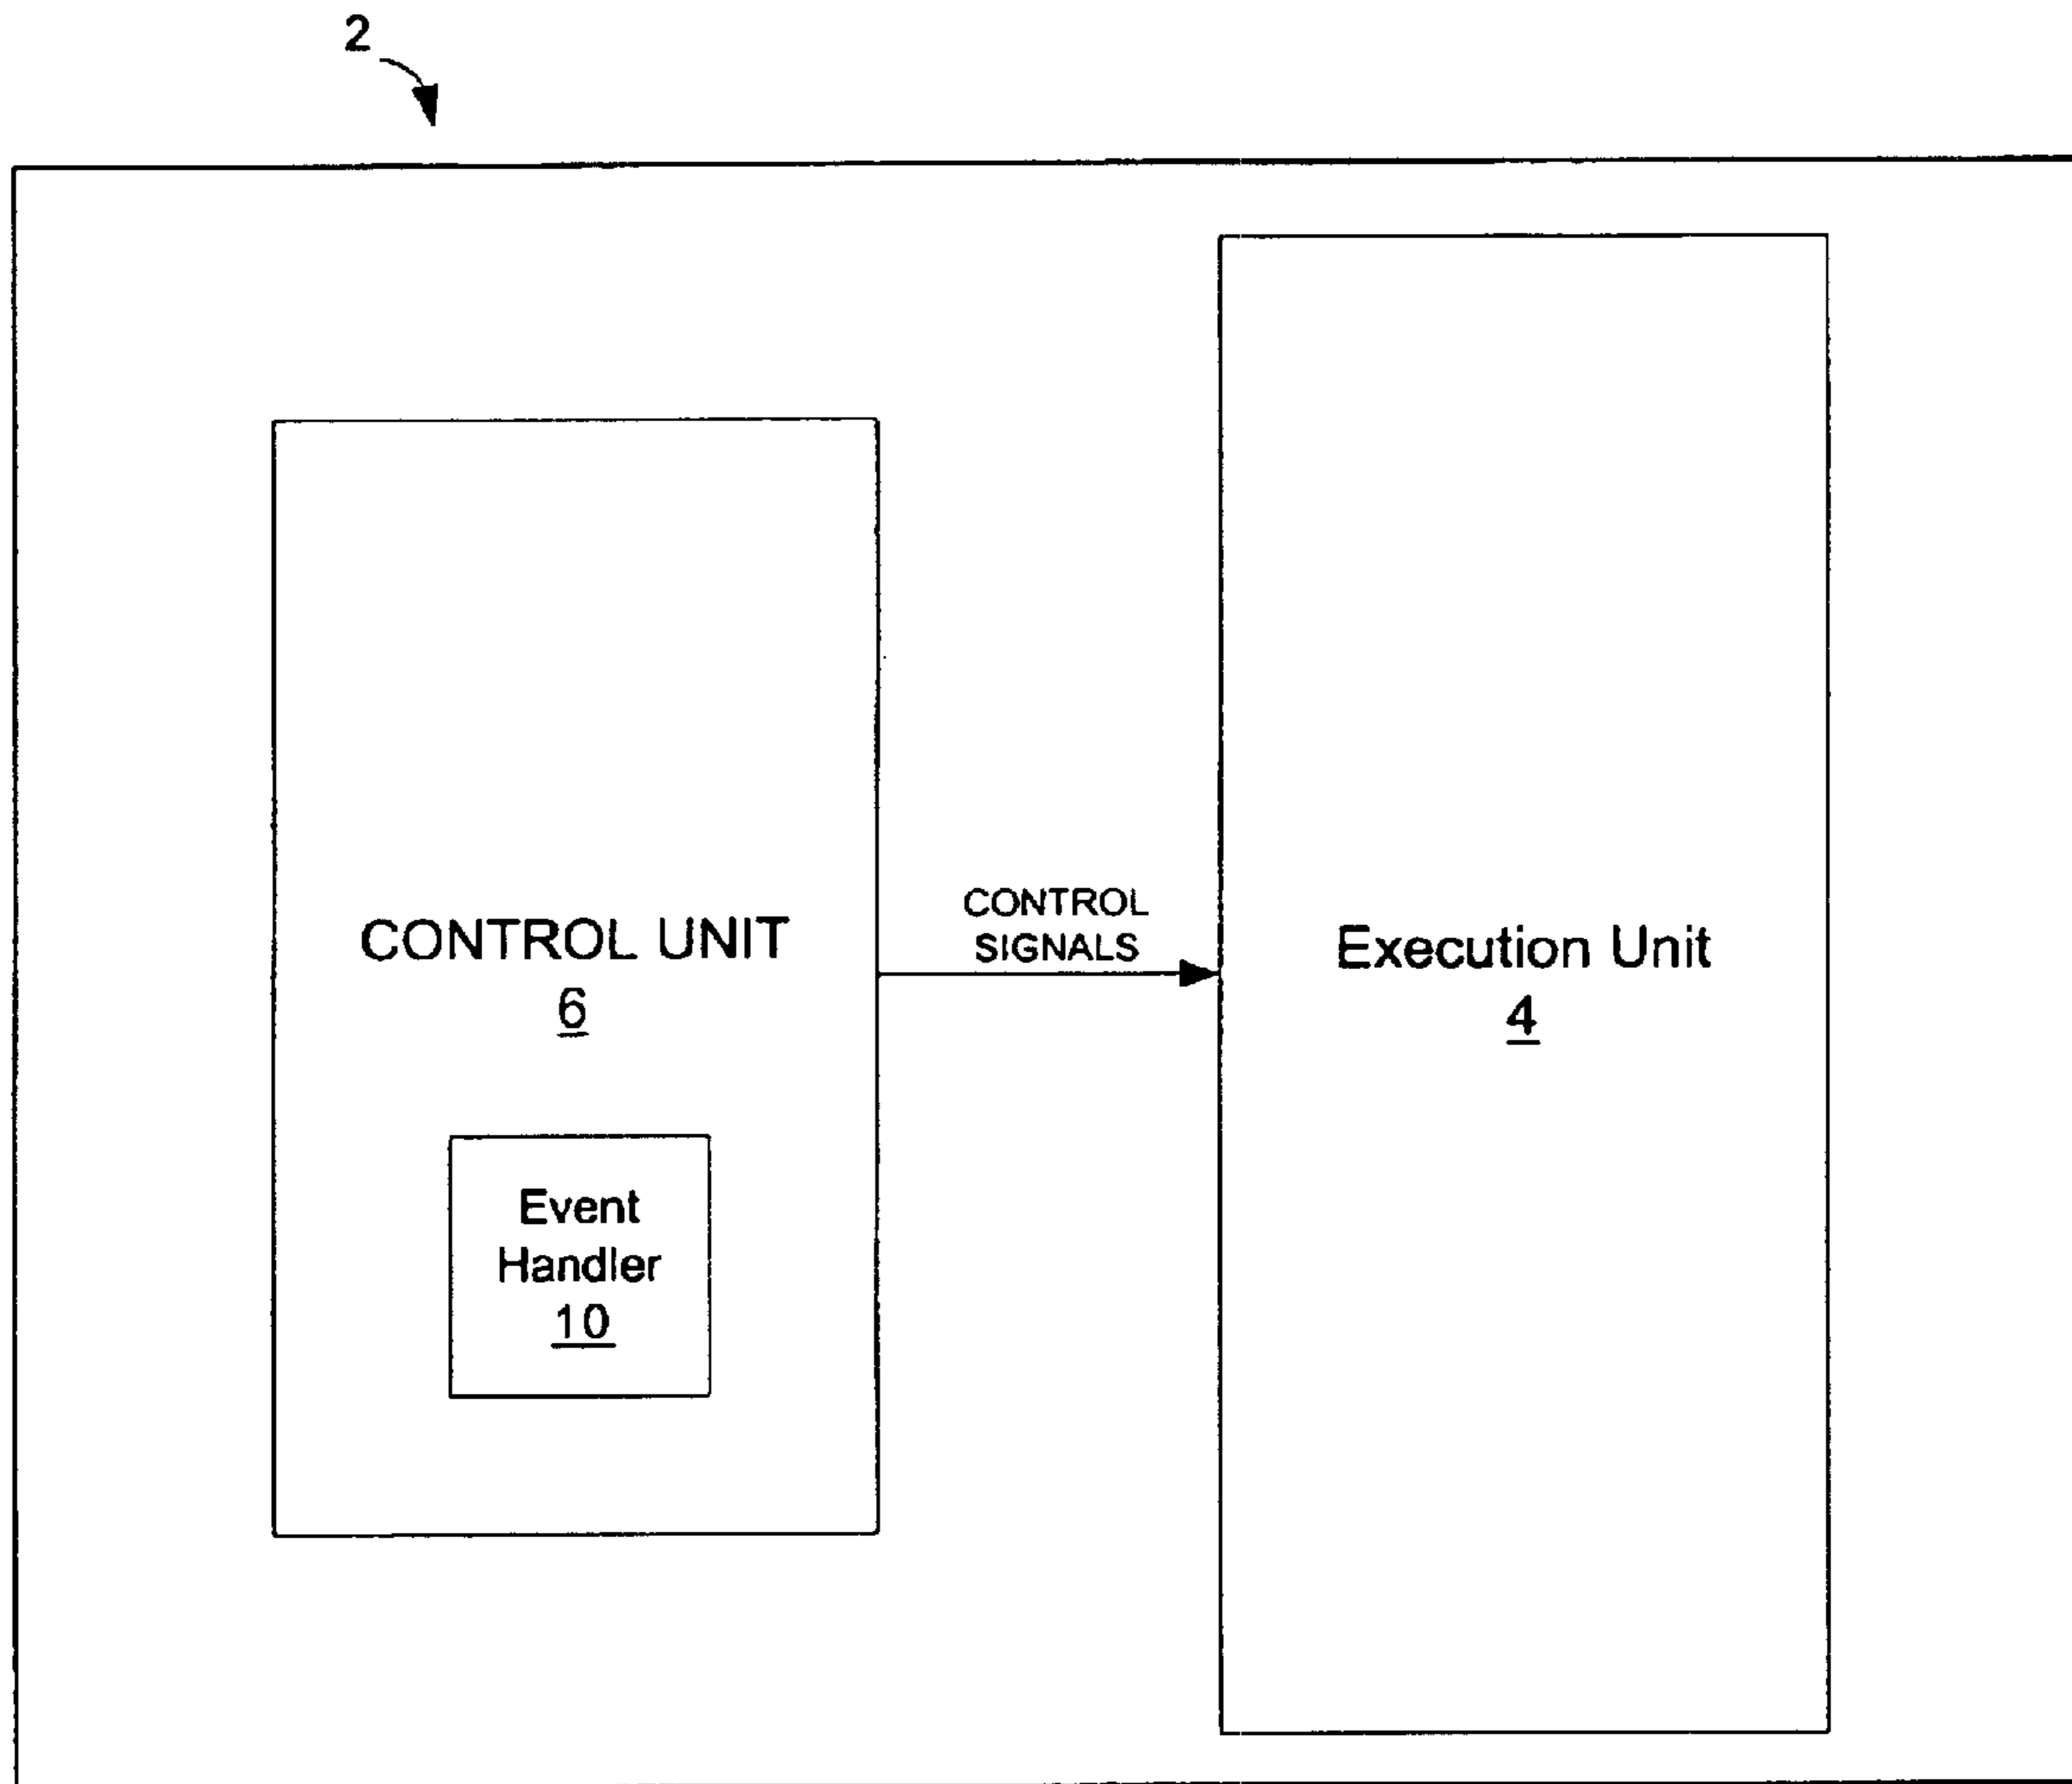 2
CONTROL UNIT
6
Event
Handler
10
CONTROL
SIGNALS
Execution Unit
4